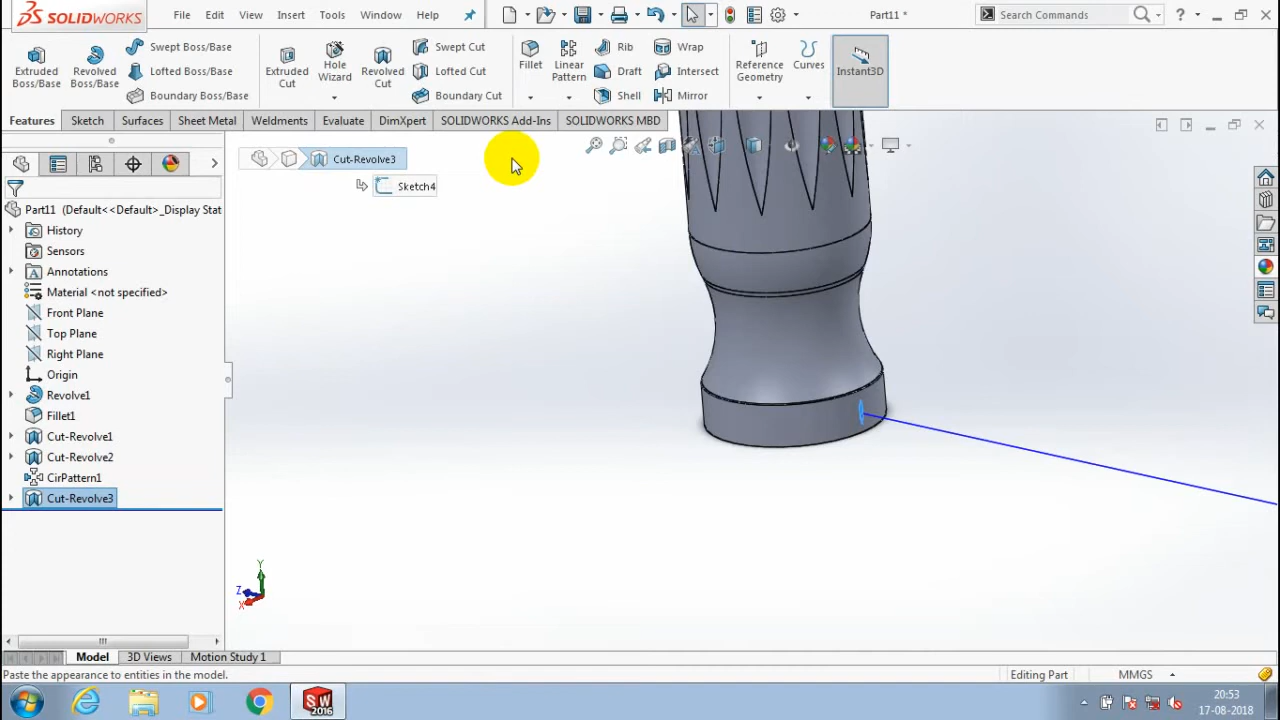 SOLIDWORKS
File Edit View Insert Tools Window Help
Part11 *
Search Commands
?
Extruded Boss/Base
Revolved Boss/Base
Swept Boss/Base
Lofted Boss/Base
Boundary Boss/Base
Extruded Cut
Hole Wizard
Revolved Cut
Swept Cut
Lofted Cut
Boundary Cut
Fillet
Linear Pattern
Rib
Draft
Shell
Wrap
Intersect
Mirror
Reference Geometry
Curves
Instant3D
Features Sketch Surfaces Sheet Metal Weldments Evaluate DimXpert SOLIDWORKS Add-Ins SOLIDWORKS MBD
Cut-Revolve3
Sketch4
Part11 (Default<<Default>_Display Stat
History
Sensors
Annotations
Material <not specified>
Front Plane
Top Plane
Right Plane
Origin
Revolve1
Fillet1
Cut-Revolve1
Cut-Revolve2
CirPattern1
Cut-Revolve3
Y
Z
X
Model 3D Views Motion Study 1
Paste the appearance to entities in the model.
Editing Part
MMGS
SW
2016
20:53
17-08-2018